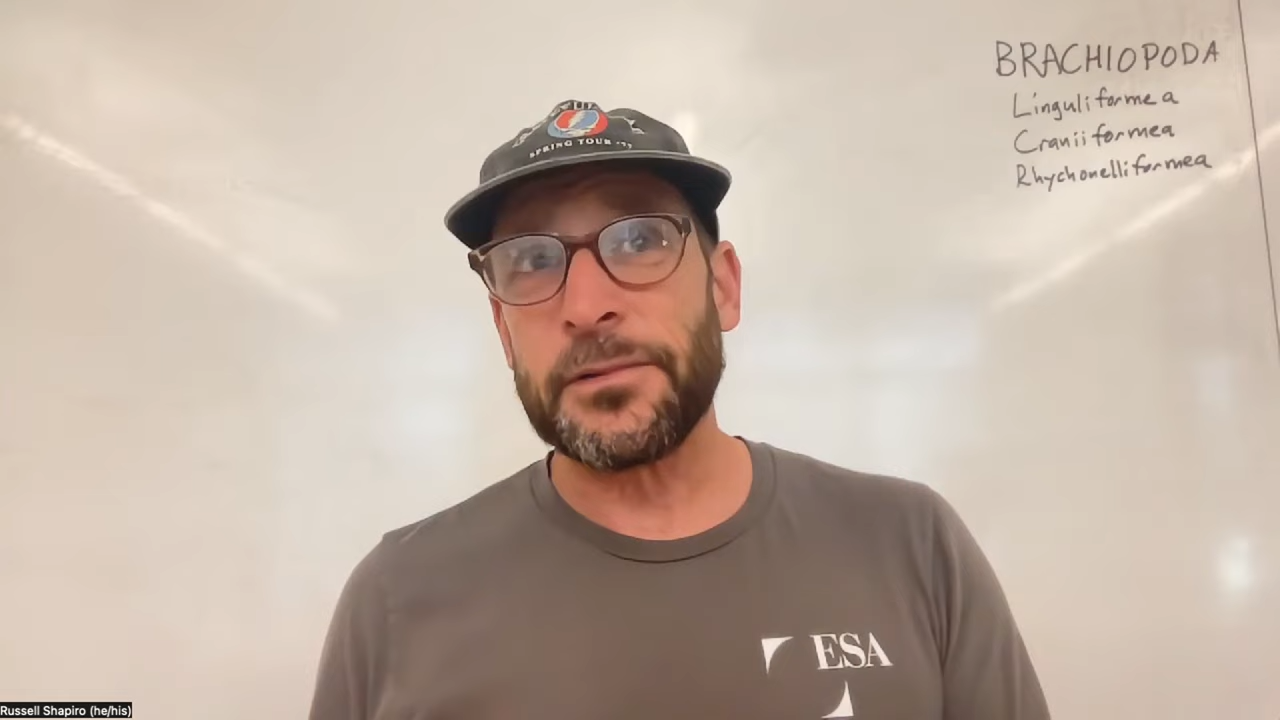 BRACHIOPODA
Linguliformea
Craniiformea
Rhychonelliformea
SPRING TOUR '77
ESA
Russell Shapiro (he/his)